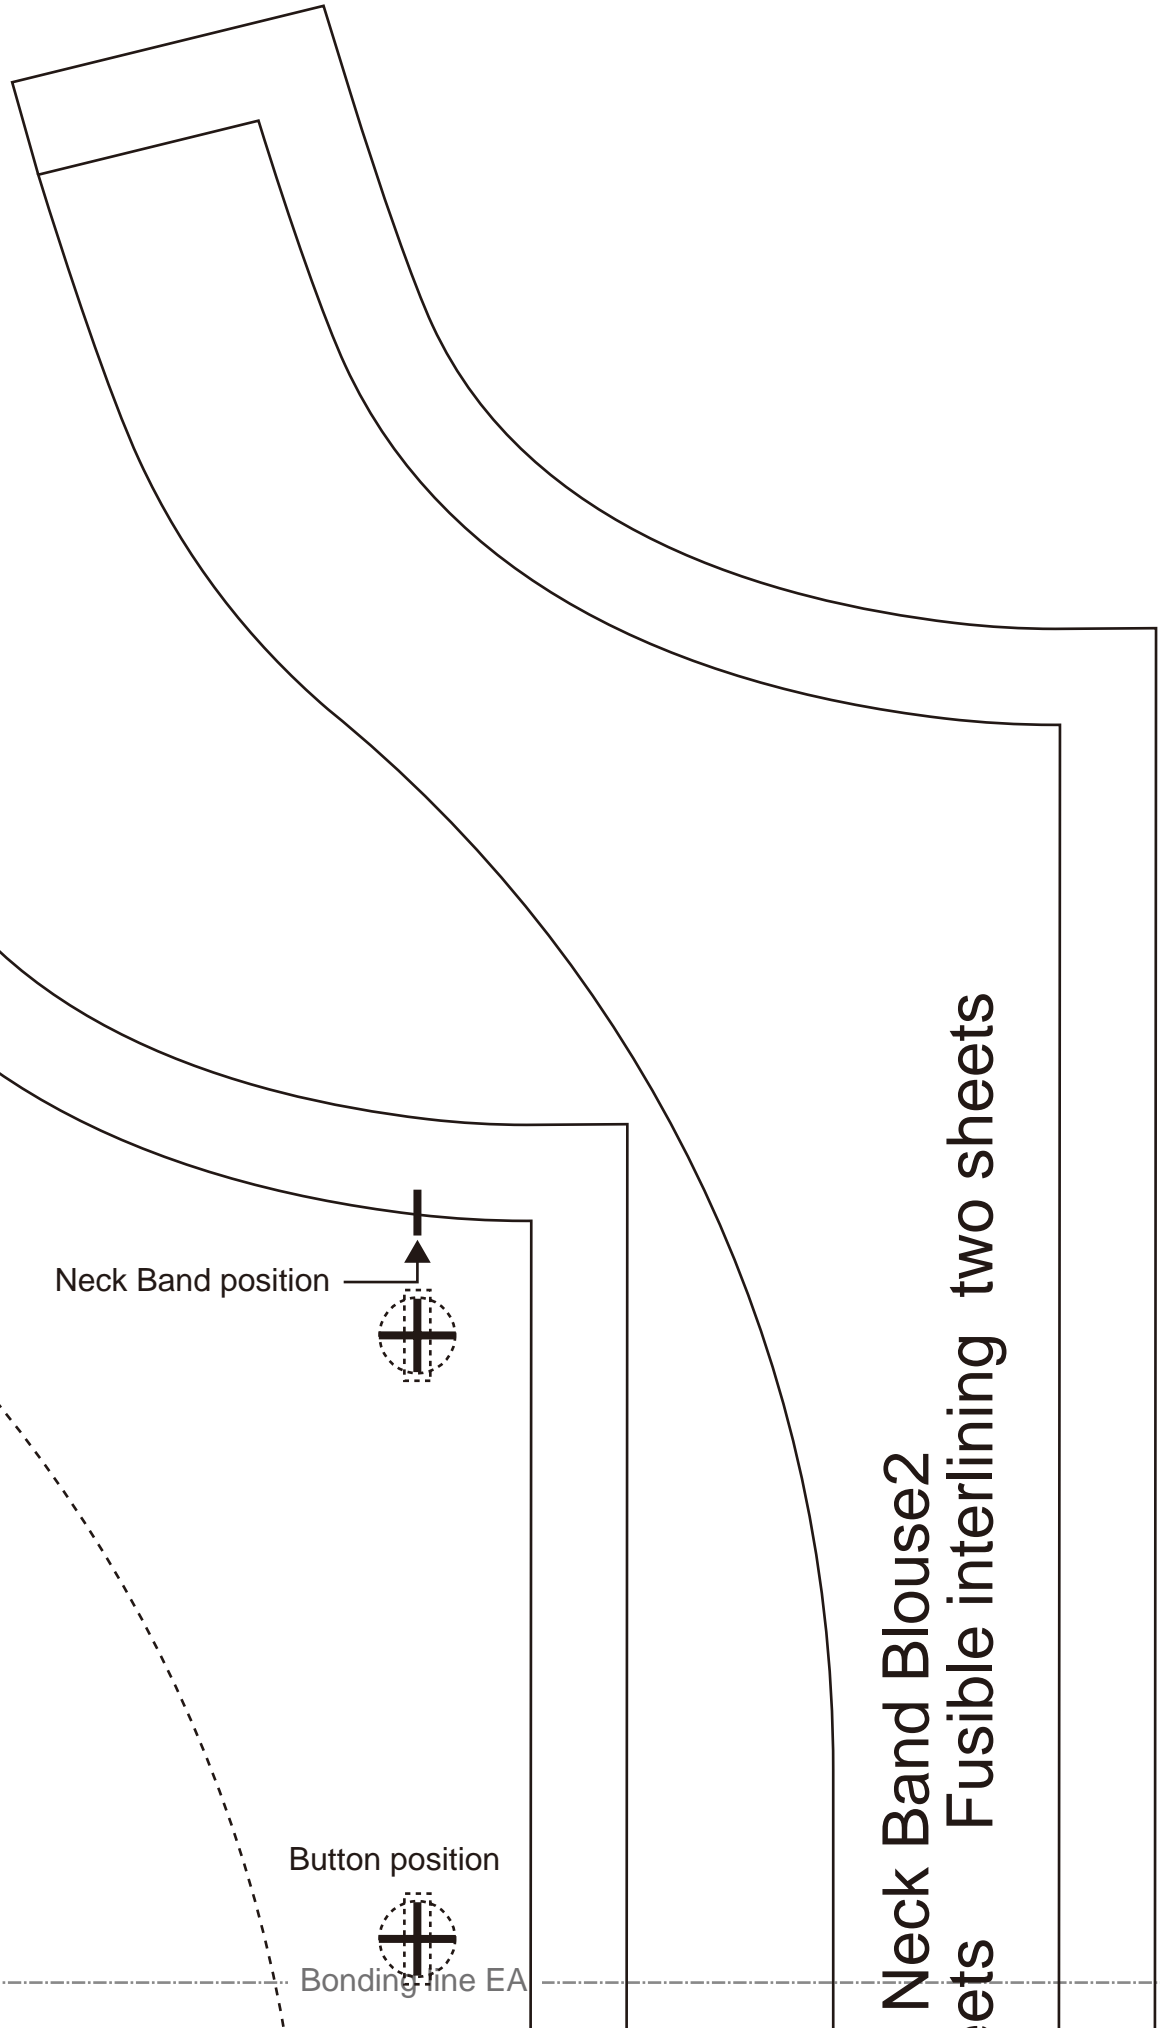 Neck Band position
Button position
Bonding line EA
Neck Band Blouse2
Fusible interlining two sheets